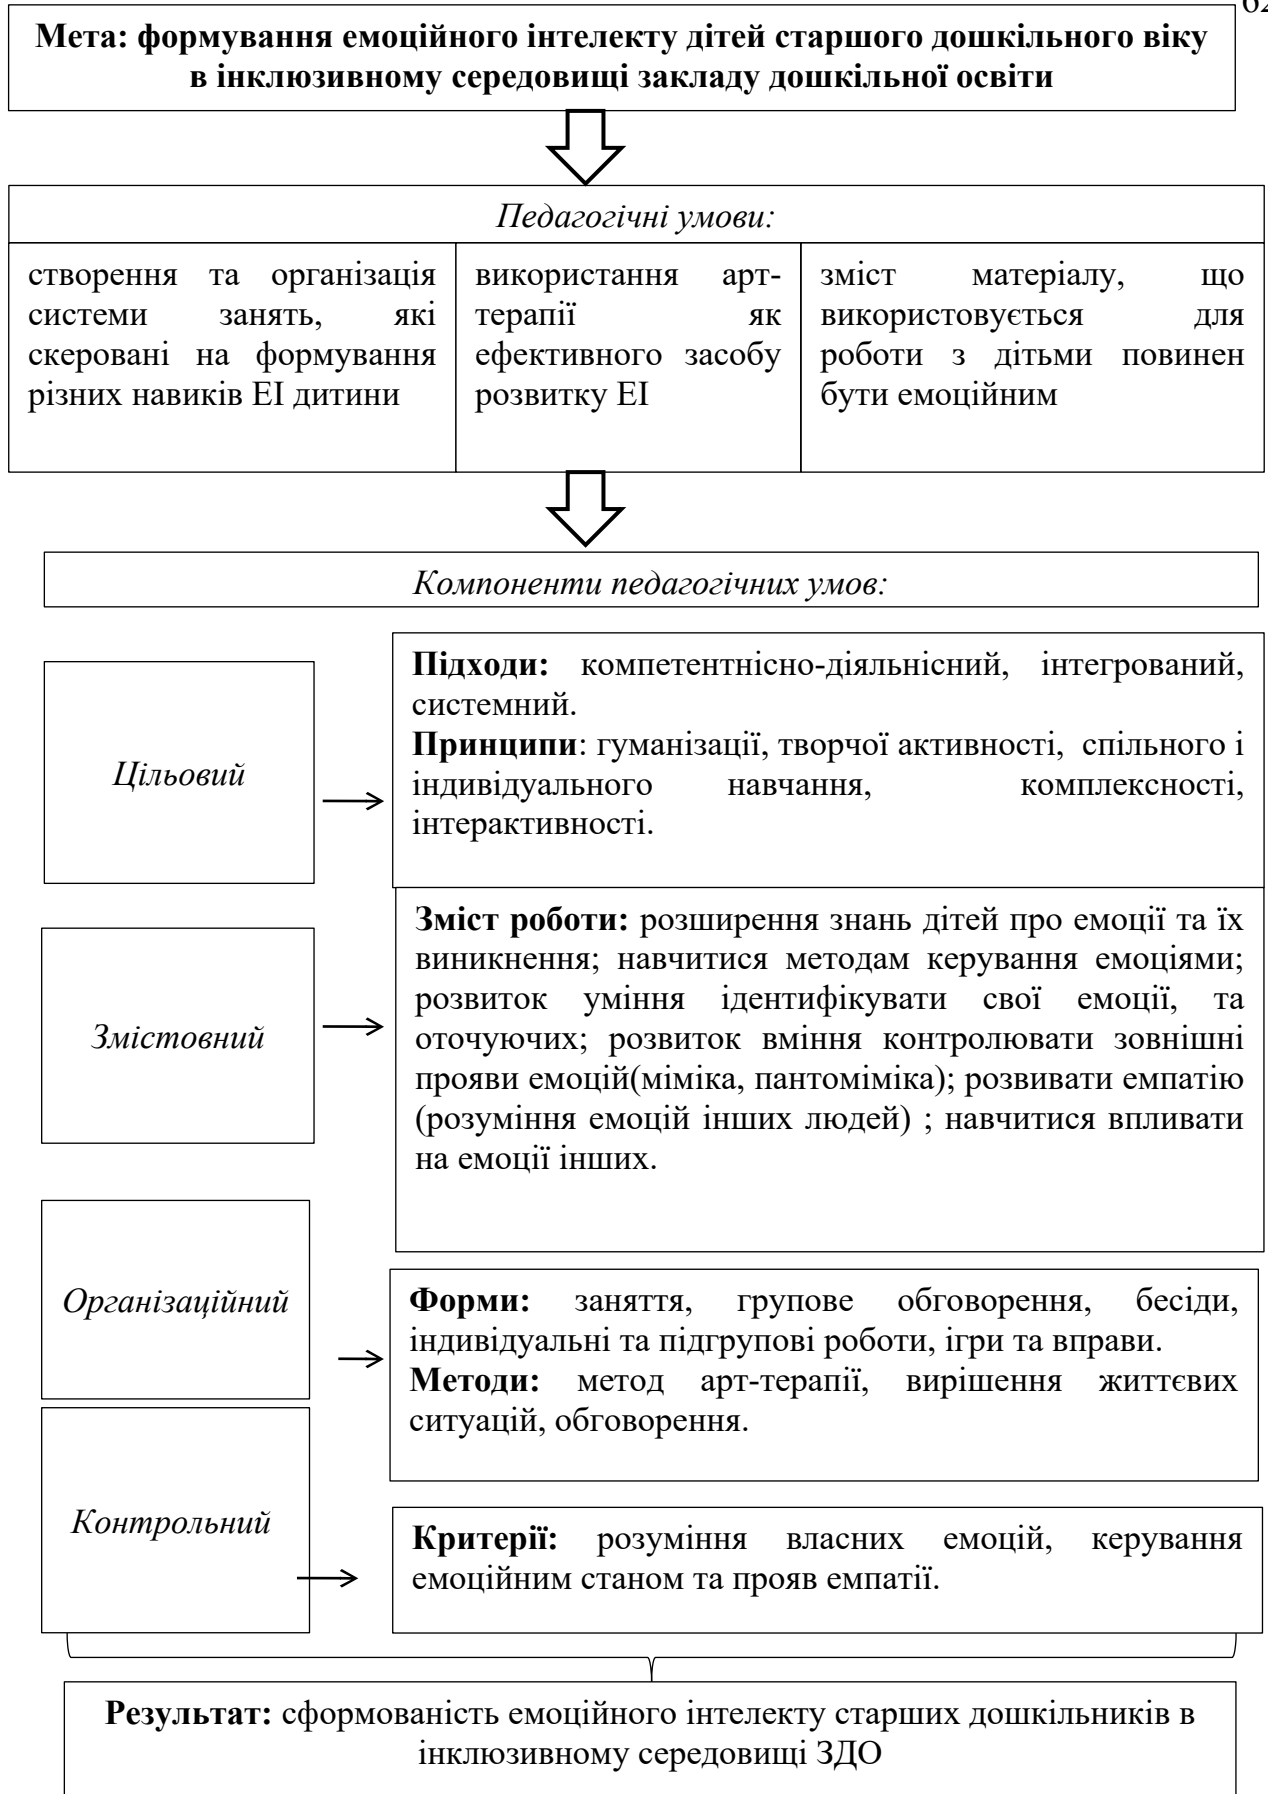 62
Мета: формування емоційного інтелекту дітей старшого дошкільного віку
в інклюзивному середовищі закладу дошкільної освіти
Педагогічні умови:
створення та організація
системи занять, які
скеровані на формування
різних навиків ЕІ дитини
використання арт-
терапії як
ефективного засобу
розвитку ЕІ
зміст матеріалу, що
використовується для
роботи з дітьми повинен
бути емоційним
Компоненти педагогічних умов:
Цільовий
Підходи: компетентнісно-діяльнісний, інтегрований,
системний.
Принципи: гуманізації, творчої активності, спільного і
індивідуального навчання, комплексності,
інтерактивності.
Змістовний
Зміст роботи: розширення знань дітей про емоції та їх
виникнення; навчитися методам керування емоціями;
розвиток уміння ідентифікувати свої емоції, та
оточуючих; розвиток вміння контролювати зовнішні
прояви емоцій(міміка, пантоміміка); розвивати емпатію
(розуміння емоцій інших людей) ; навчитися впливати
на емоції інших.
Організаційний
Форми: заняття, групове обговорення, бесіди,
індивідуальні та підгрупові роботи, ігри та вправи.
Методи: метод арт-терапії, вирішення життєвих
ситуацій, обговорення.
Контрольний
Критерії: розуміння власних емоцій, керування
емоційним станом та прояв емпатії.
Результат: сформованість емоційного інтелекту старших дошкільників в
інклюзивному середовищі ЗДО